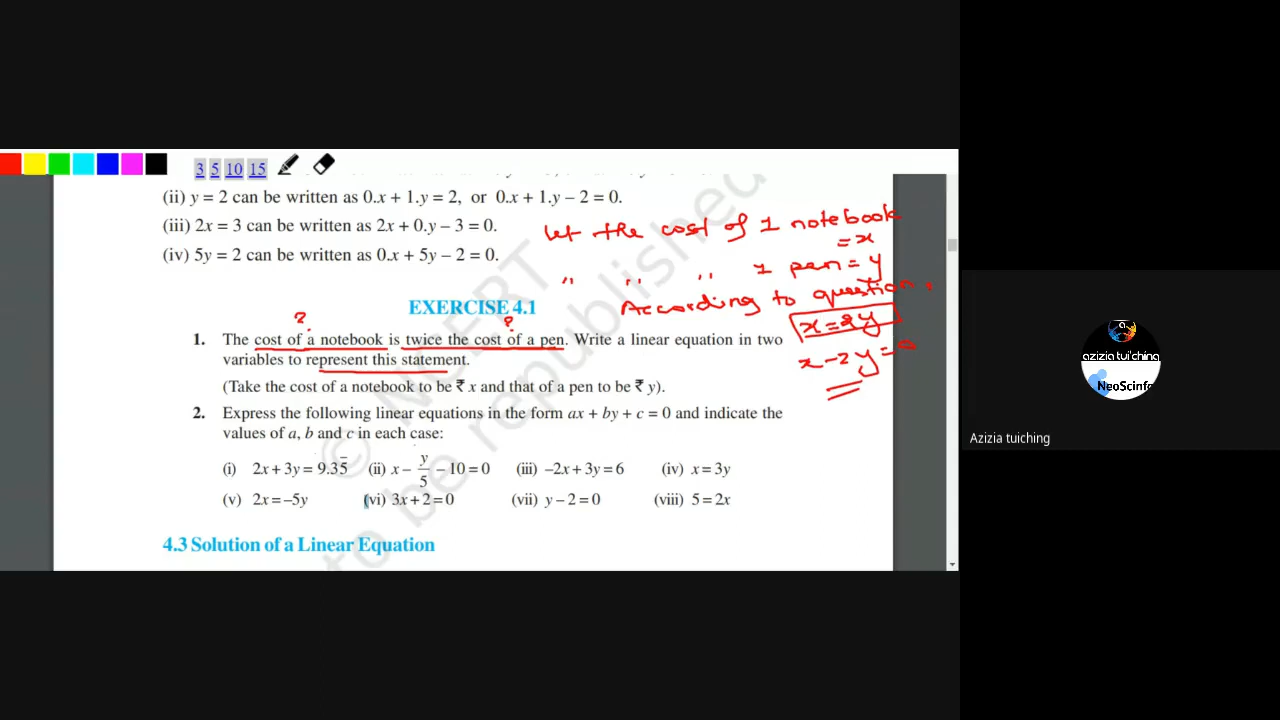 3 5 10 15
(ii) y = 2 can be written as 0.x + 1.y = 2, or 0.x + 1.y – 2 = 0.
(iii) 2x = 3 can be written as 2x + 0.y – 3 = 0.
(iv) 5y = 2 can be written as 0.x + 5y – 2 = 0.
Let the cost of 1 notebook
= x
" " " 1 pen = y
According to question,
x = 2y
x – 2y = 0
EXERCISE 4.1
? ?
1. The cost of a notebook is twice the cost of a pen. Write a linear equation in two
variables to represent this statement.
(Take the cost of a notebook to be ₹ x and that of a pen to be ₹ y).
2. Express the following linear equations in the form ax + by + c = 0 and indicate the
values of a, b and c in each case:
(i) 2x + 3y = 9.35̅ (ii) x – y/5 – 10 = 0 (iii) –2x + 3y = 6 (iv) x = 3y
(v) 2x = –5y (vi) 3x + 2 = 0 (vii) y – 2 = 0 (viii) 5 = 2x
4.3 Solution of a Linear Equation
© NCERT
to be republished
azizia tui'ching
NeoScinfo
Azizia tuiching